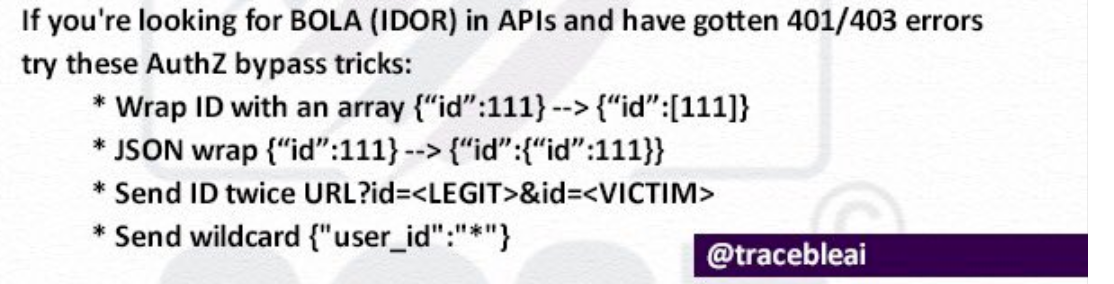 If you're looking for BOLA (IDOR) in APIs and have gotten 401/403 errors
try these AuthZ bypass tricks:
* Wrap ID with an array {“id”:111} --> {“id”:[111]}
* JSON wrap {“id”:111} --> {“id”:{“id”:111}}
* Send ID twice URL?id=<LEGIT>&id=<VICTIM>
* Send wildcard {"user_id":"*"}
©
@tracebleai